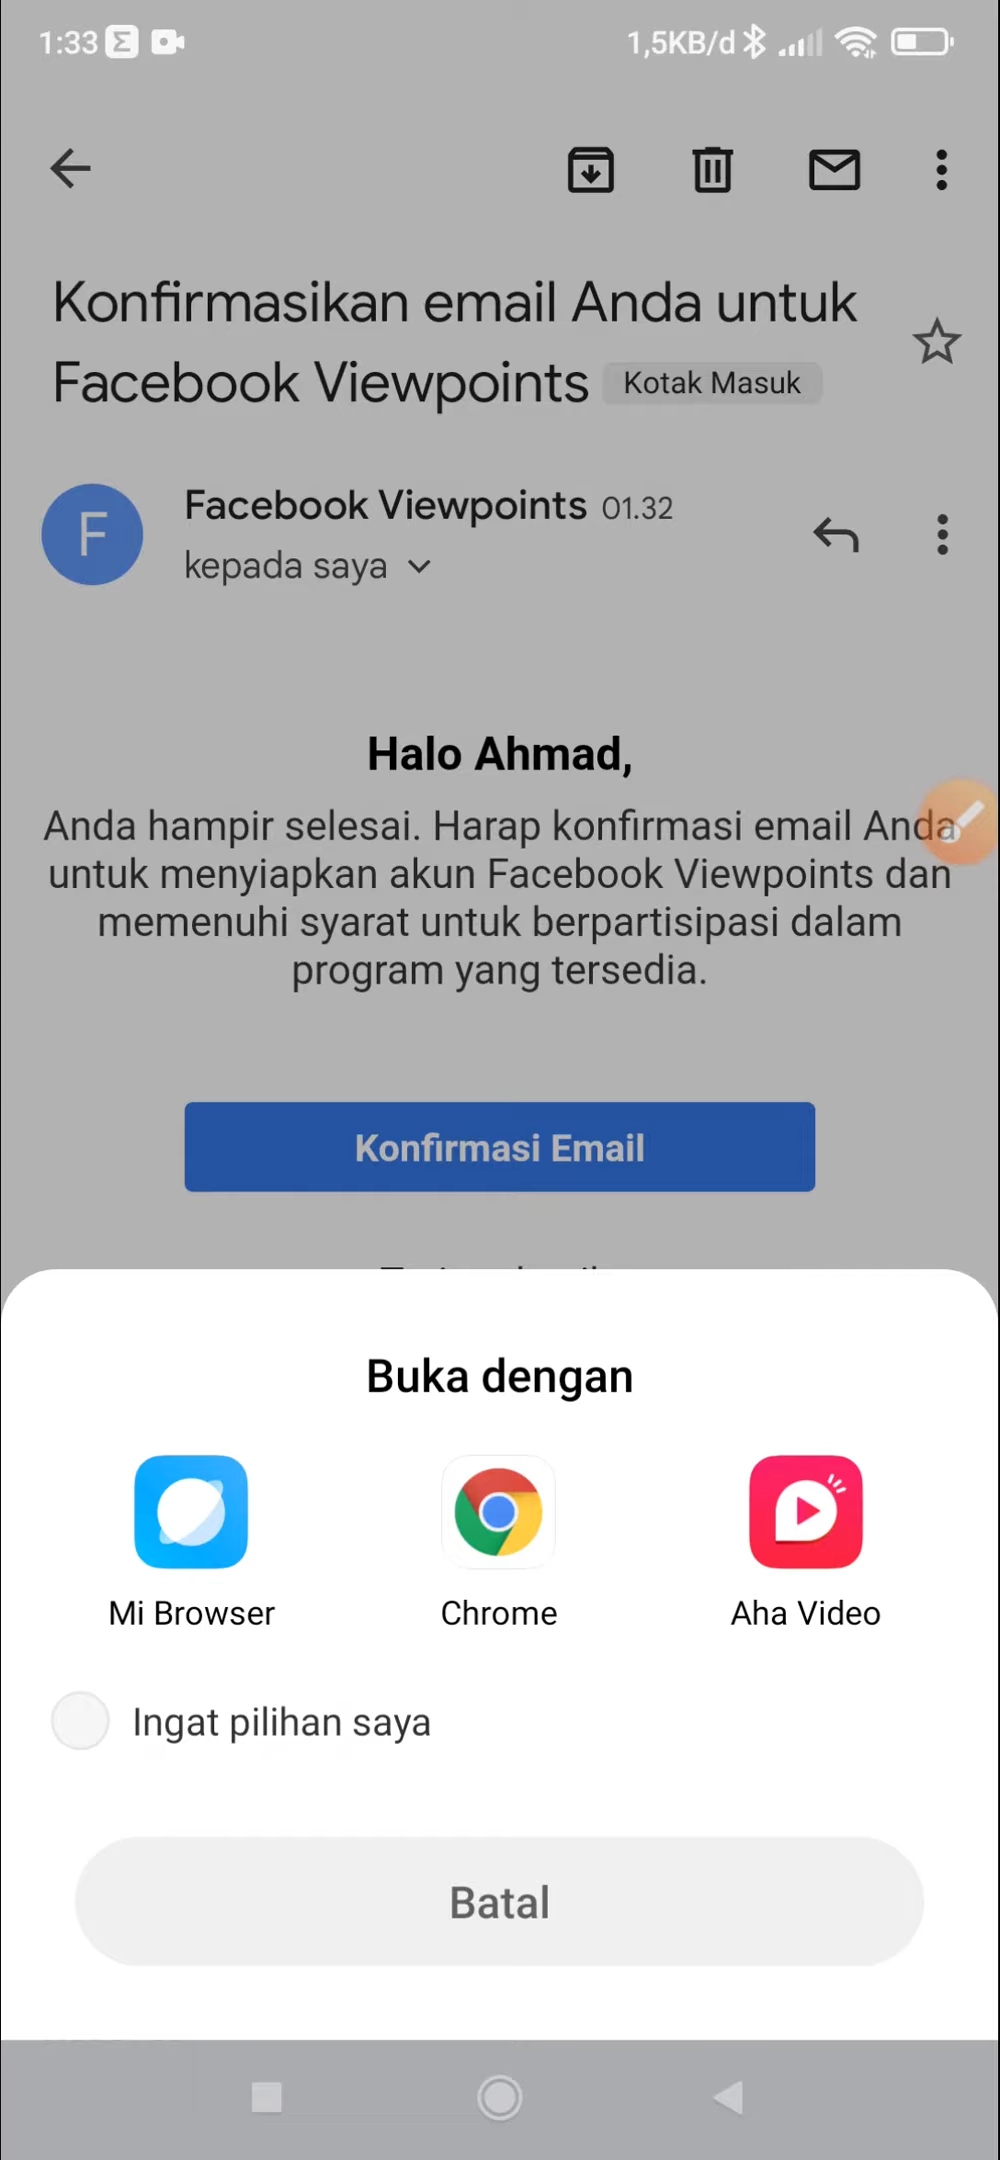 1:33
1,5KB/d
Konfirmasikan email Anda untuk
Facebook Viewpoints Kotak Masuk
F
Facebook Viewpoints 01.32
kepada saya
Halo Ahmad,
Anda hampir selesai. Harap konfirmasi email Anda
untuk menyiapkan akun Facebook Viewpoints dan
memenuhi syarat untuk berpartisipasi dalam
program yang tersedia.
Konfirmasi Email
Buka dengan
Mi Browser
Chrome
Aha Video
Ingat pilihan saya
Batal